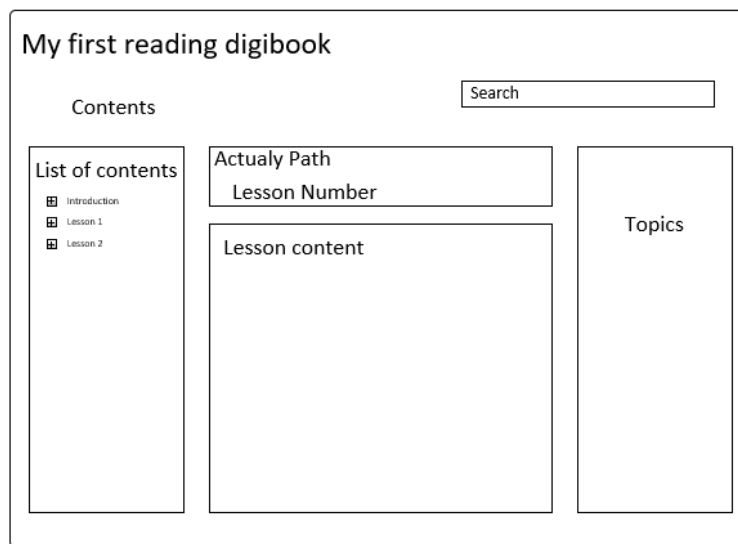 My first reading digibook
Search
Contents
List of contents
Introduction
Lesson 1
Lesson 2
Actualy Path
Lesson Number
Lesson content
Topics